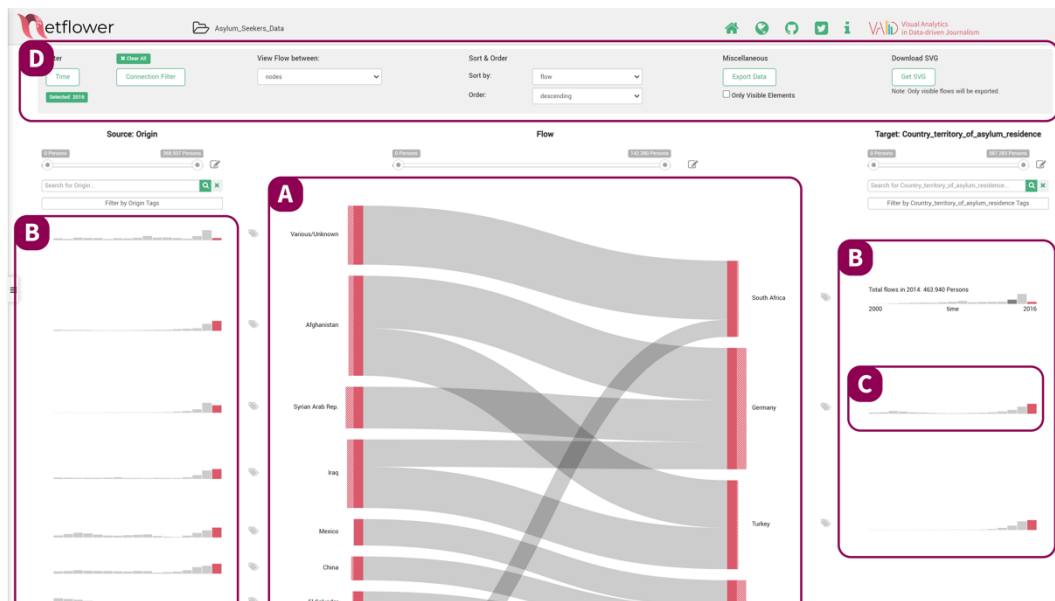 Netflower
Asylum_Seekers_Data
VALID Visual Analytics
in Data-driven Journalism
D
Clear All
View Flow between:
Sort & Order
Miscellaneous
Download SVG
Time
Connection Filter
nodes
Sort by:
flow
Export Data
Get SVG
Selected: 2016
Order:
descending
Only Visible Elements
Note: Only visible flows will be exported.
Source: Origin
Flow
Target: Country_territory_of_asylum_residence
0 Persons
0 Persons
0 Persons
Search for Origin...
Search for Country_territory_of_asylum_residence...
Filter by Origin Tags
Filter by Country_territory_of_asylum_residence Tags
A
B
B
Various/Unknown
South Africa
Total flows in 2014: 463.940 Persons
2000
time
2016
Afghanistan
C
Syrian Arab Rep.
Germany
Iraq
Turkey
Mexico
China